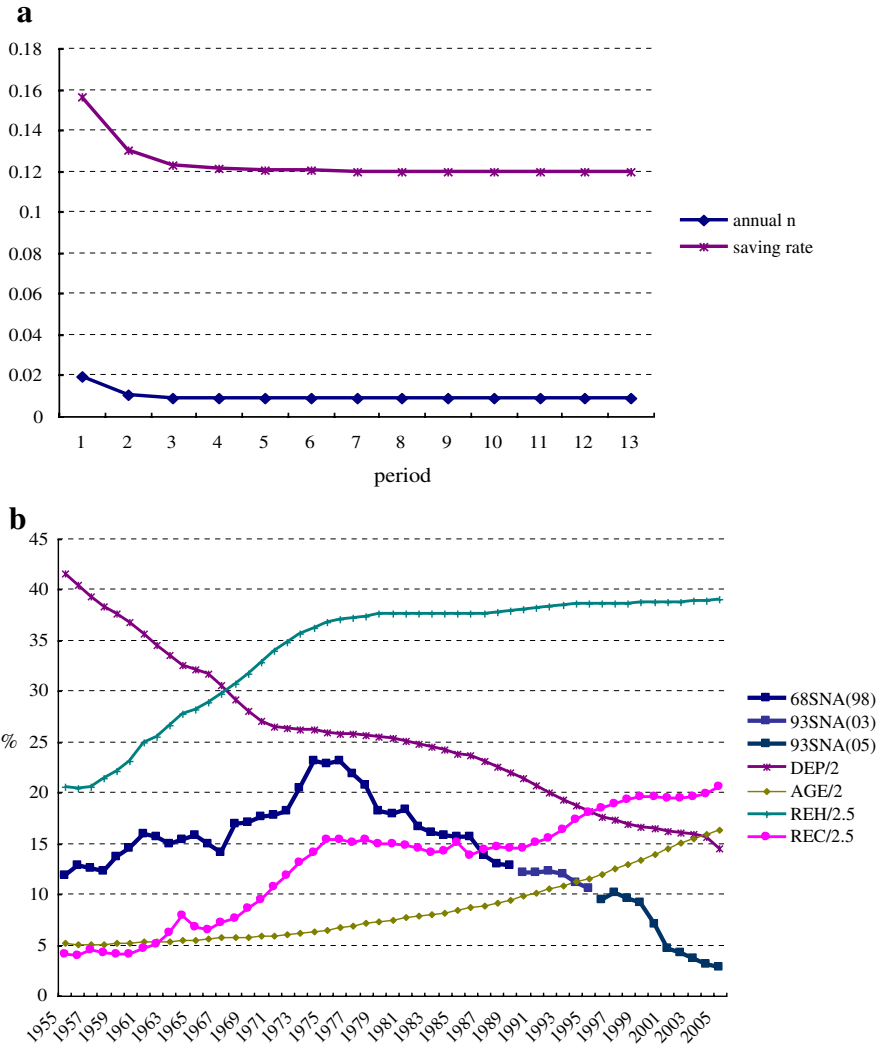 a
0.18
0.16
0.14
0.12
0.1
0.08
0.06
0.04
0.02
0
1 2 3 4 5 6 7 8 9 10 11 12 13
period
annual n
saving rate
b
45
40
35
30
25
%
20
15
10
5
0
1955 1957 1959 1961 1963 1965 1967 1969 1971 1973 1975 1977 1979 1981 1983 1985 1987 1989 1991 1993 1995 1997 1999 2001 2003 2005
68SNA(98)
93SNA(03)
93SNA(05)
DEP/2
AGE/2
REH/2.5
REC/2.5